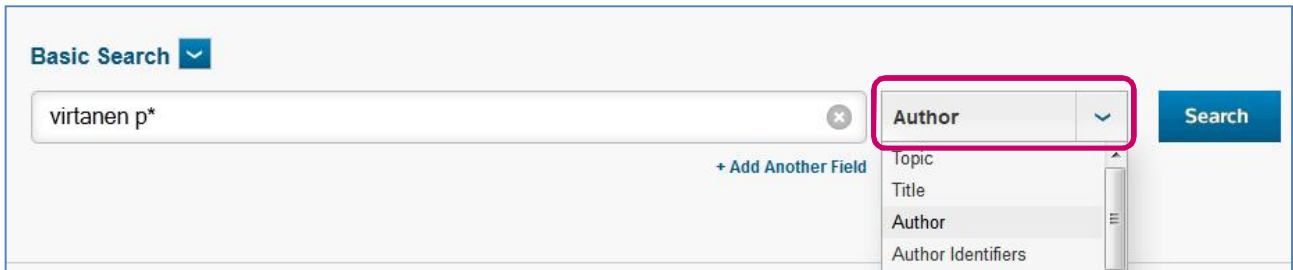 Basic Search
virtanen p*
Author
Search
+ Add Another Field
Topic
Title
Author
Author Identifiers